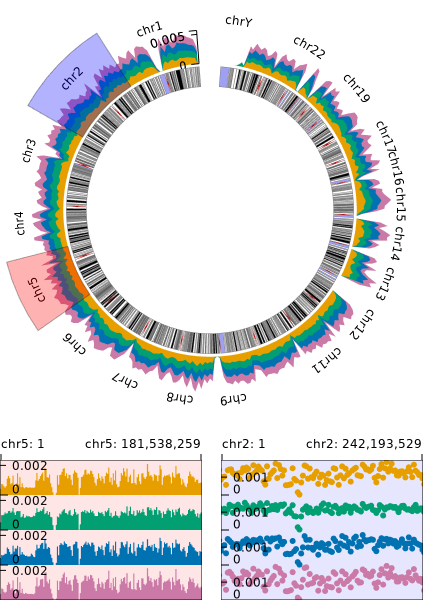 chrY
chr1
0.005
0
chr22
chr2
chr19
chr3
chr17
chr16
chr4
chr15
chr14
chr5
chr13
chr6
chr12
chr11
chr7
chr8
chr9
chr5: 1 chr5: 181,538,259
chr2: 1 chr2: 242,193,529
0.002
0
0.002
0
0.002
0
0.002
0
0.001
0
0.001
0
0.001
0
0.001
0